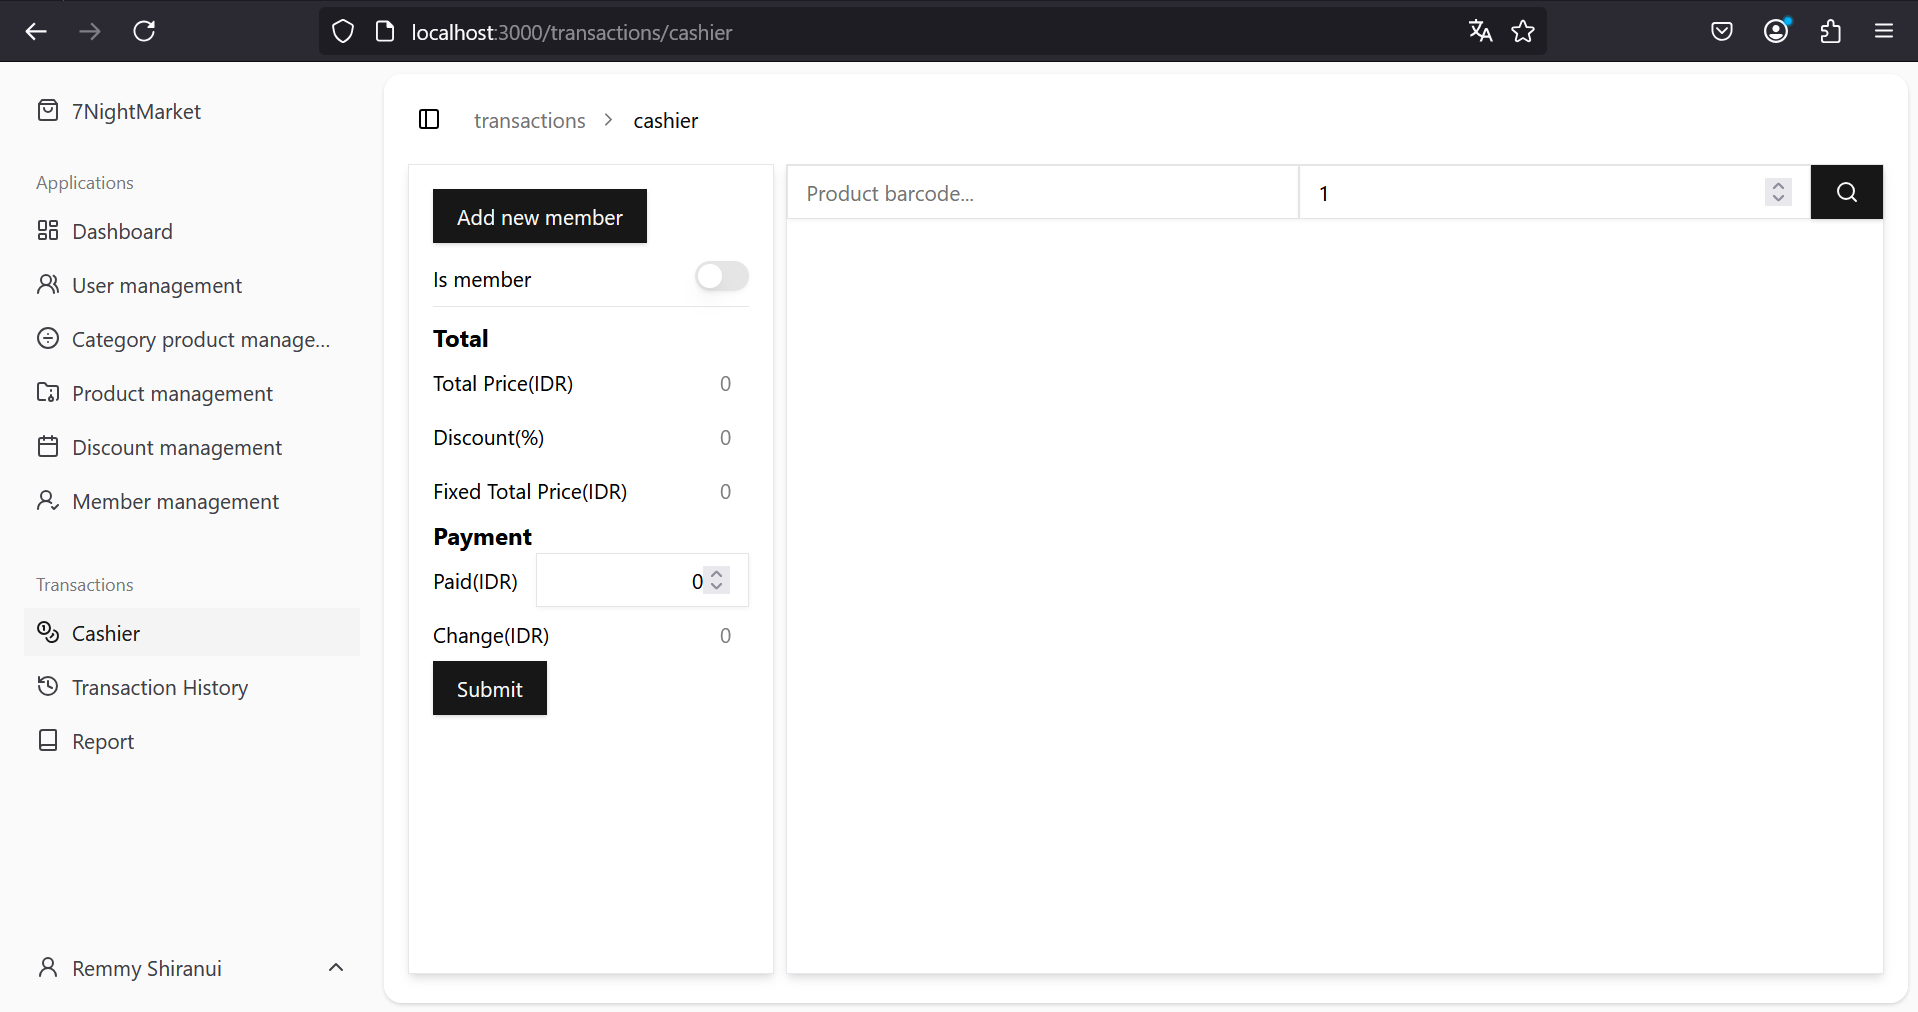 localhost:3000/transactions/cashier
7NightMarket
Applications
Dashboard
User management
Category product manage...
Product management
Discount management
Member management
Transactions
Cashier
Transaction History
Report
Remmy Shiranui
transactions > cashier
Add new member
Is member
Total
Total Price(IDR) 0
Discount(%) 0
Fixed Total Price(IDR) 0
Payment
Paid(IDR) 0
Change(IDR) 0
Submit
Product barcode... 1